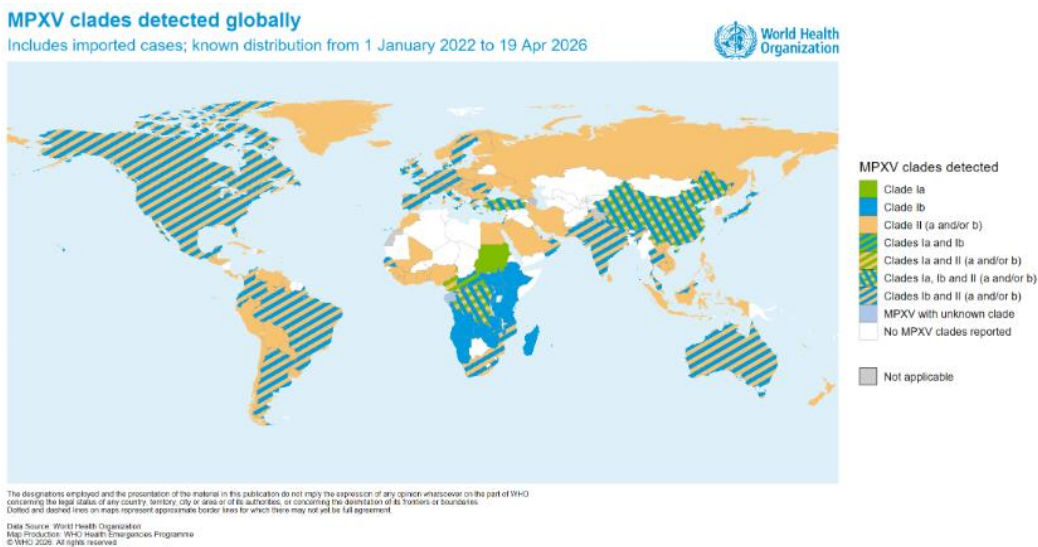 MPXV clades detected globally
Includes imported cases; known distribution from 1 January 2022 to 19 Apr 2026
World Health
Organization
MPXV clades detected
Clade Ia
Clade Ib
Clade II (a and/or b)
Clades Ia and Ib
Clades Ia and II (a and/or b)
Clades Ia, Ib and II (a and/or b)
Clades Ib and II (a and/or b)
MPXV with unknown clade
No MPXV clades reported
Not applicable
The designations employed and the presentation of the material in this publication do not imply the expression of any opinion whatsoever on the part of WHO
concerning the legal status of any country, territory, city or area or of its authorities, or concerning the delimitation of its frontiers or boundaries.
Dotted and dashed lines on maps represent approximate border lines for which there may not yet be full agreement.
Data Source: World Health Organization
Map Production: WHO Health Emergencies Programme
© WHO 2026. All rights reserved